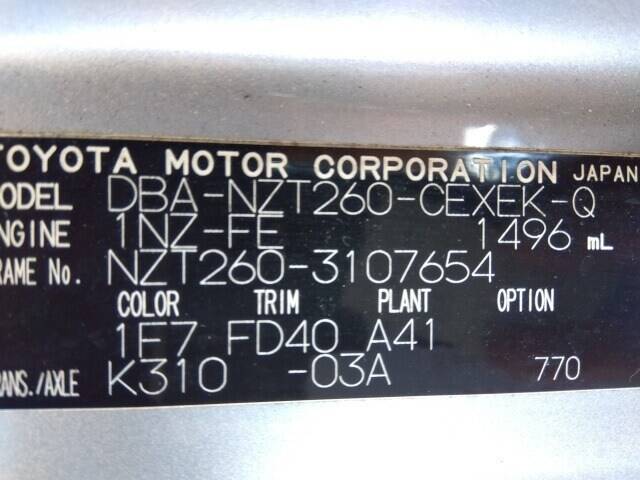 TOYOTA MOTOR CORPORATION JAPAN
MODEL DBA-NZT260-CEXEK-Q
ENGINE 1NZ-FE 1496 mL
FRAME No. NZT260-3107654
COLOR TRIM PLANT OPTION
1E7 FD40 A41
TRANS./AXLE K310 -03A 770